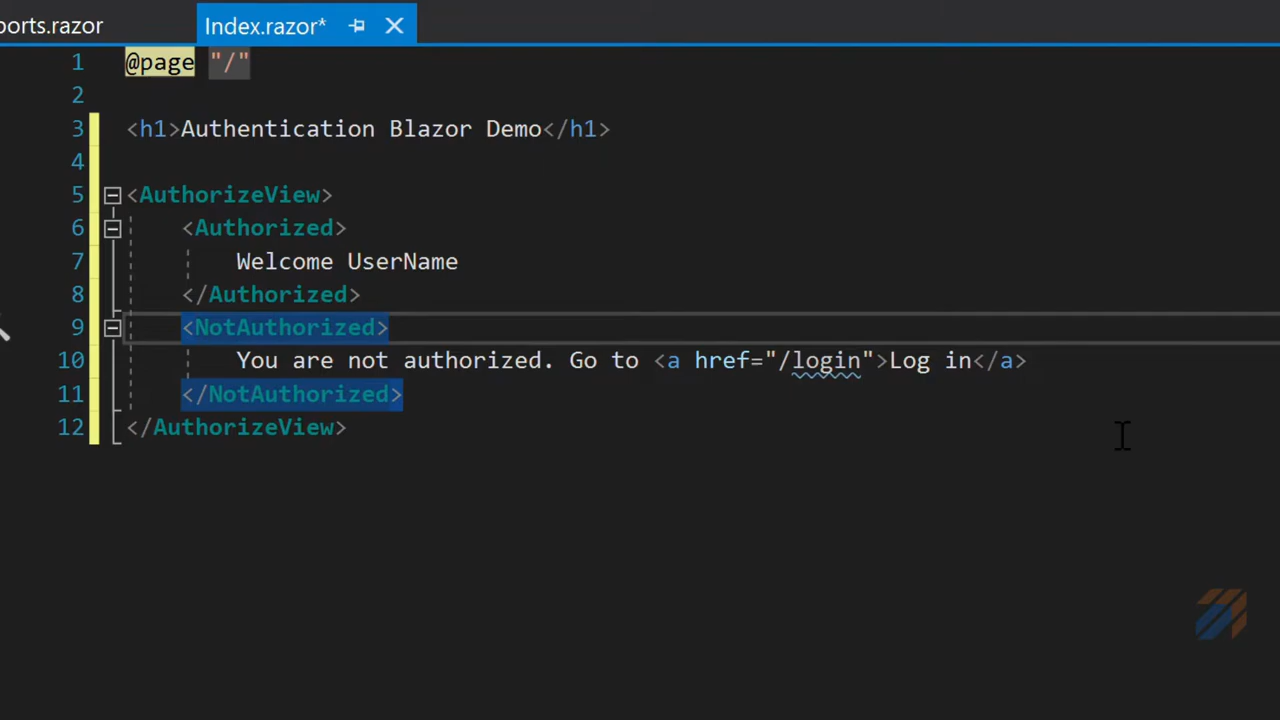 ports.razor Index.razor*
1 @page "/"
2
3 <h1>Authentication Blazor Demo</h1>
4
5 <AuthorizeView>
6 <Authorized>
7 Welcome UserName
8 </Authorized>
9 <NotAuthorized>
10 You are not authorized. Go to <a href="/login">Log in</a>
11 </NotAuthorized>
12 </AuthorizeView>